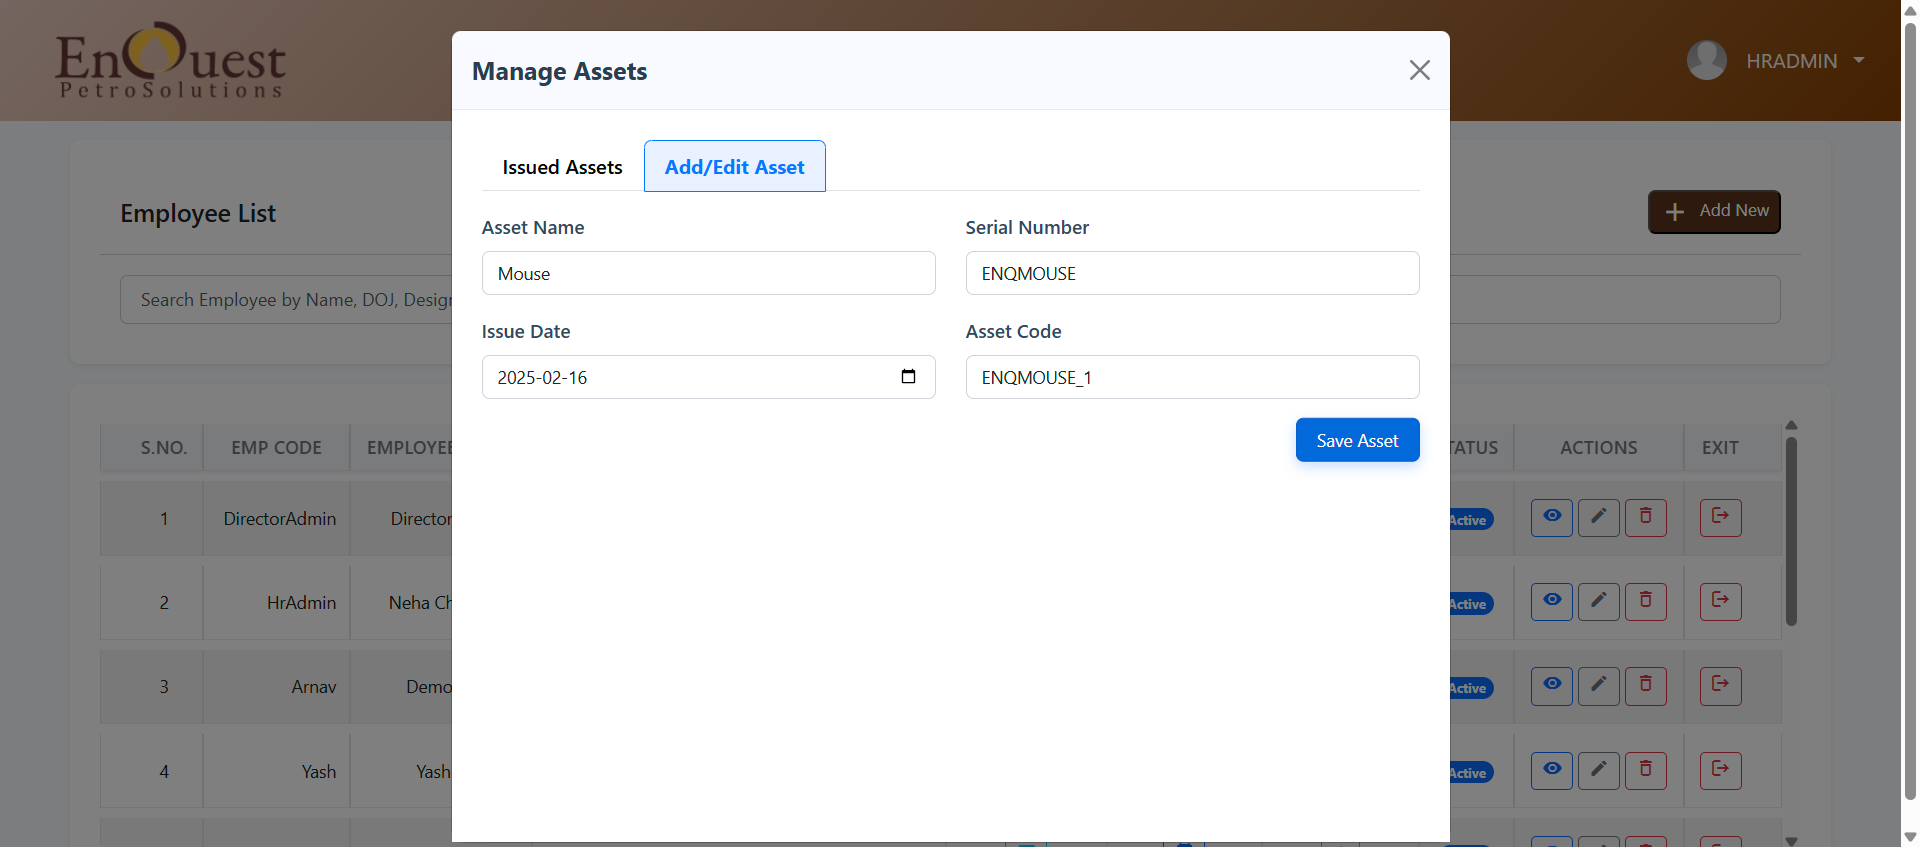 EnQuest
PetroSolutions
HRADMIN
Manage Assets
Issued Assets
Add/Edit Asset
Employee List
Add New
Asset Name
Serial Number
Mouse
ENQMOUSE
Search Employee by Name, DOJ,
Issue Date
Asset Code
2025-02-16
ENQMOUSE_1
Save Asset
S.NO. EMP CODE EMPLOYEE ACTIONS EXIT
1 DirectorAdmin Director Active
2 HrAdmin Neha Active
3 Arnav Demo Active
4 Yash Yash Active